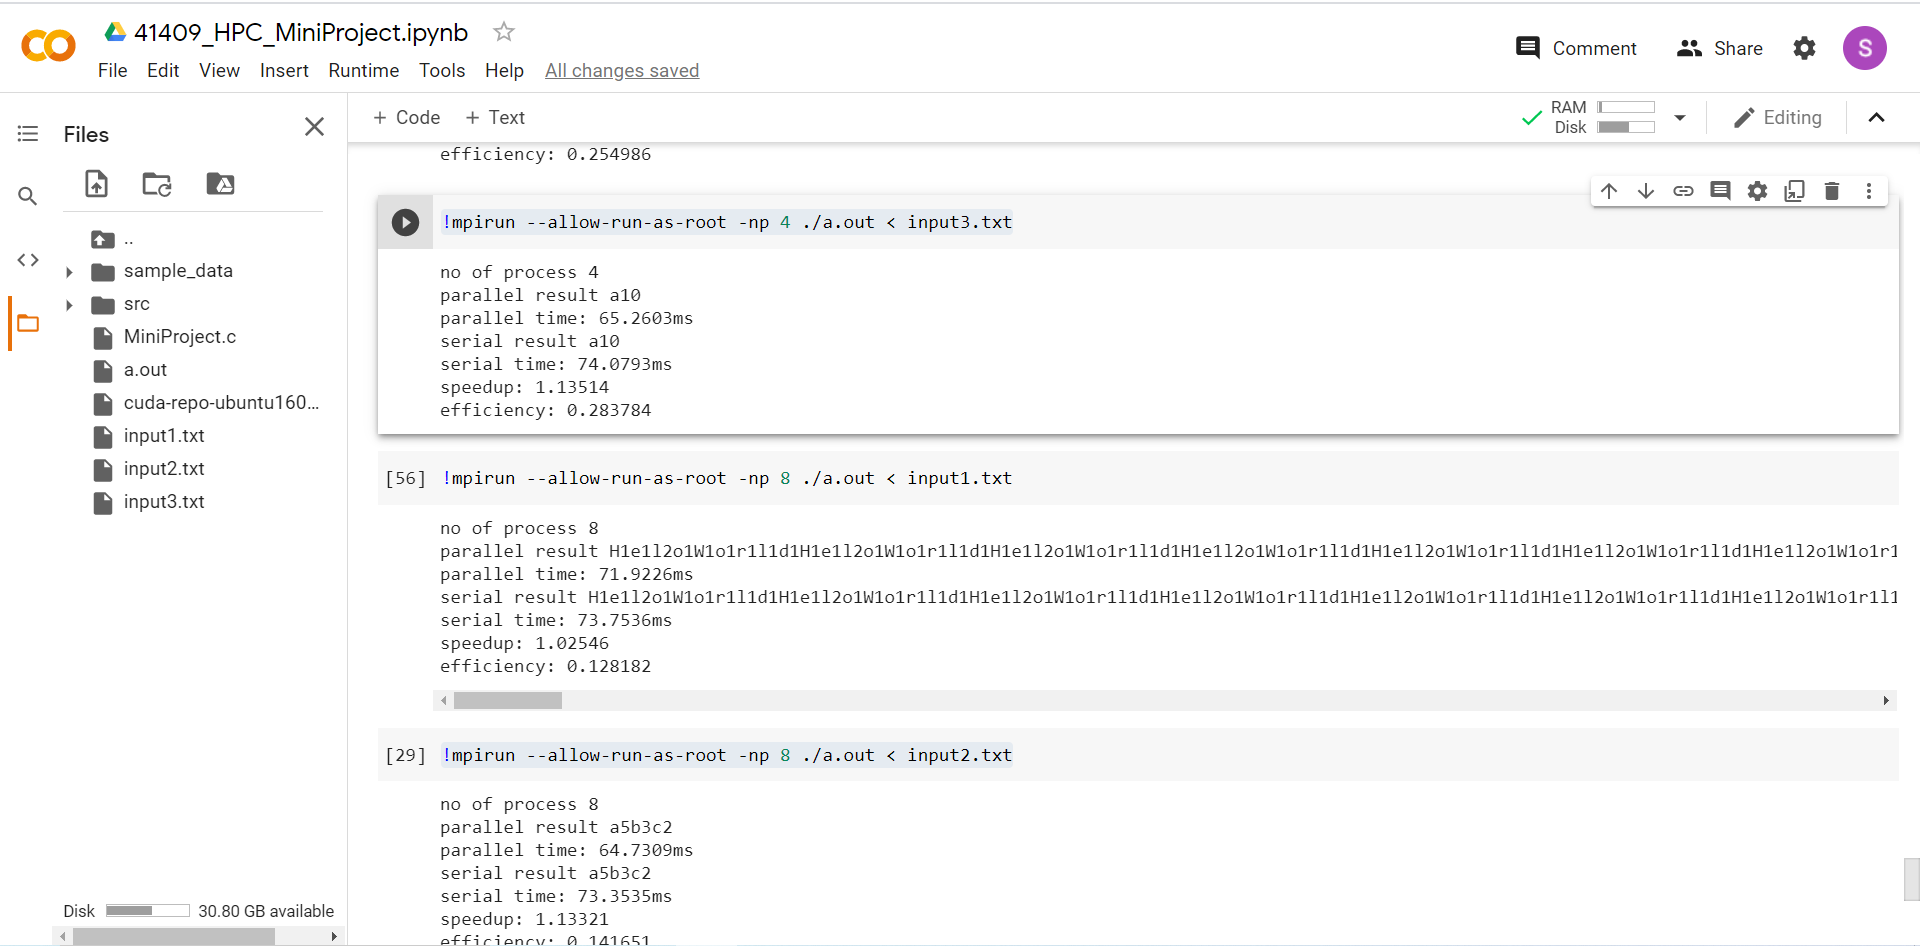 41409_HPC_MiniProject.ipynb
File Edit View Insert Runtime Tools Help All changes saved
Comment
Share
S
Files
+ Code + Text
RAM
Disk
Editing
..
sample_data
src
MiniProject.c
a.out
cuda-repo-ubuntu160...
input1.txt
input2.txt
input3.txt
Disk 30.80 GB available
efficiency: 0.254986
!mpirun --allow-run-as-root -np 4 ./a.out < input3.txt
no of process 4
parallel result a10
parallel time: 65.2603ms
serial result a10
serial time: 74.0793ms
speedup: 1.13514
efficiency: 0.283784
[56] !mpirun --allow-run-as-root -np 8 ./a.out < input1.txt
no of process 8
parallel result H1e1l2o1W1o1r1l1d1H1e1l2o1W1o1r1l1d1H1e1l2o1W1o1r1l1d1H1e1l2o1W1o1r1l1d1H1e1l2o1W1o1r1l1d1H1e1l2o1W1o1r1l1d1H1e1l2o1W1o1r1
parallel time: 71.9226ms
serial result H1e1l2o1W1o1r1l1d1H1e1l2o1W1o1r1l1d1H1e1l2o1W1o1r1l1d1H1e1l2o1W1o1r1l1d1H1e1l2o1W1o1r1l1d1H1e1l2o1W1o1r1l1d1H1e1l2o1W1o1r1l1
serial time: 73.7536ms
speedup: 1.02546
efficiency: 0.128182
[29] !mpirun --allow-run-as-root -np 8 ./a.out < input2.txt
no of process 8
parallel result a5b3c2
parallel time: 64.7309ms
serial result a5b3c2
serial time: 73.3535ms
speedup: 1.13321
efficiency: 0.141651